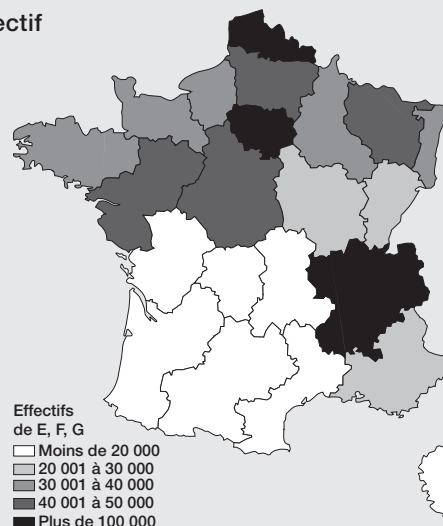 ectif
Effectifs
de E, F, G
Moins de 20 000
20 001 à 30 000
30 001 à 40 000
40 001 à 50 000
Plus de 100 000